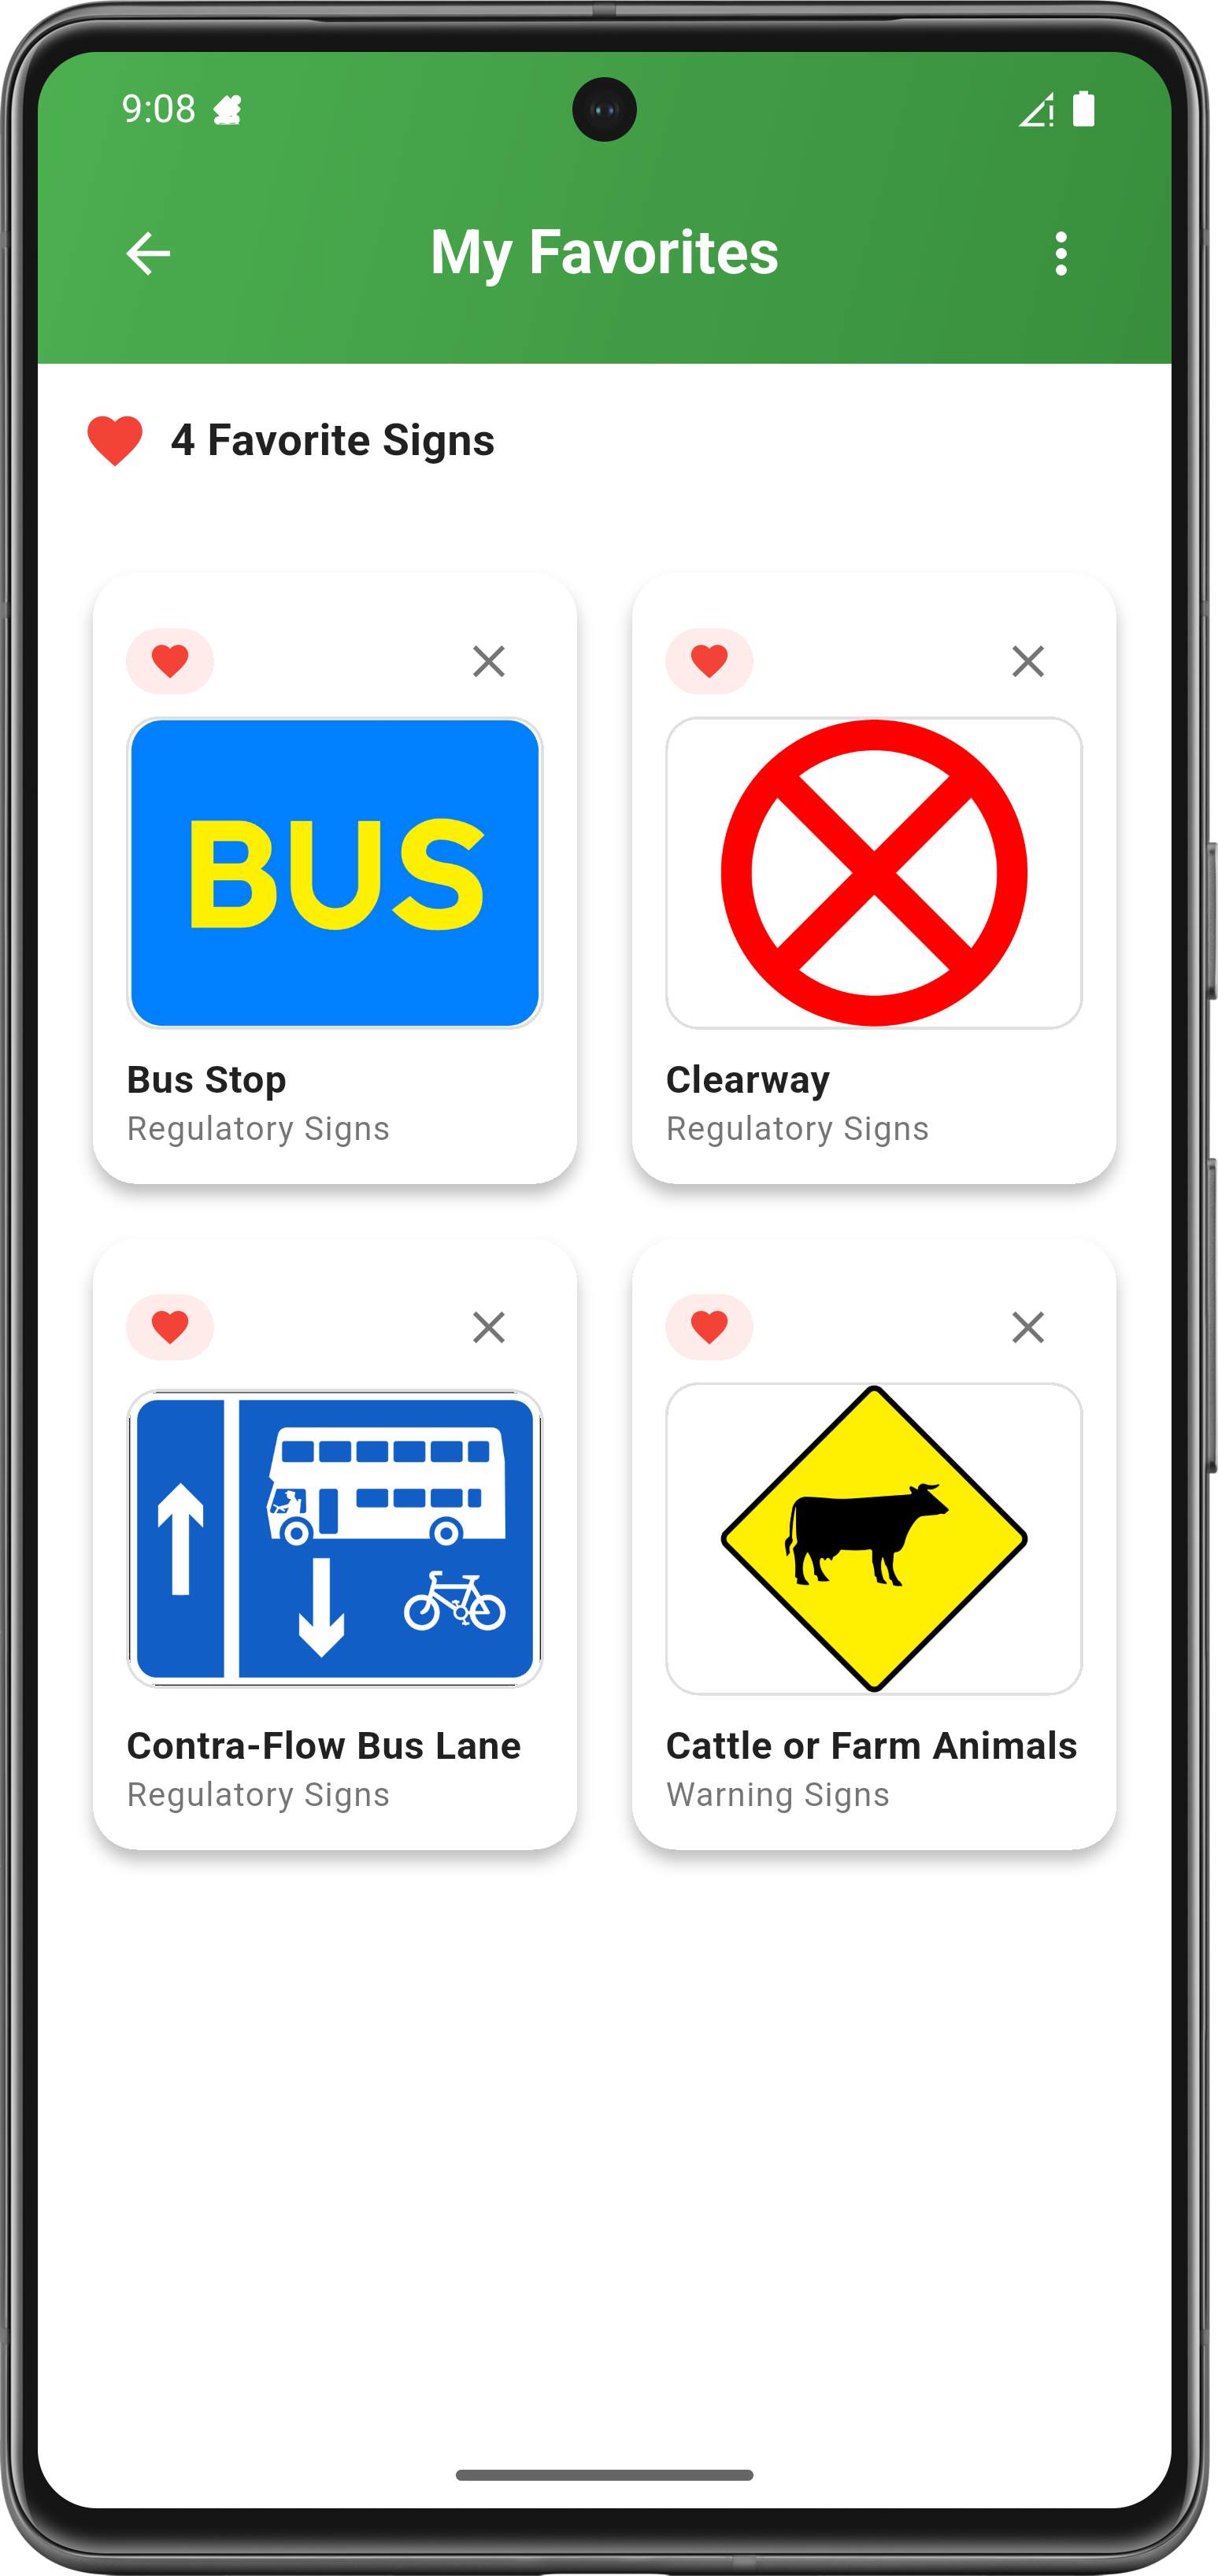 9:08
My Favorites
4 Favorite Signs
BUS
Bus Stop
Regulatory Signs
Clearway
Regulatory Signs
Contra-Flow Bus Lane
Regulatory Signs
Cattle or Farm Animals
Warning Signs